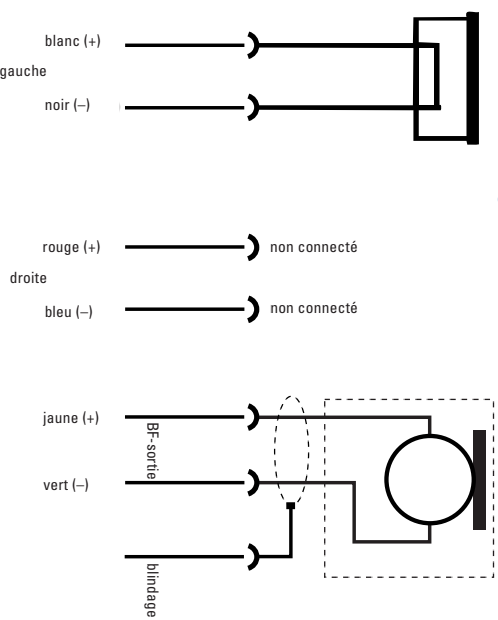 blanc (+)
gauche
noir (–)
rouge (+)
non connecté
droite
bleu (–)
non connecté
jaune (+)
BF-sortie
vert (–)
blindage